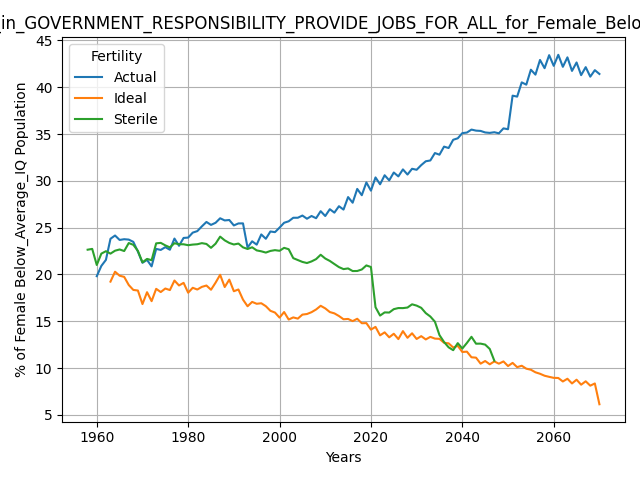 _in_GOVERNMENT_RESPONSIBILITY_PROVIDE_JOBS_FOR_ALL_for_Female_Belo
45
40
35
30
25
20
15
10
5
% of Female Below_Average_IQ Population
Fertility
Actual
Ideal
Sterile
1960
1980
2000
2020
2040
2060
Years